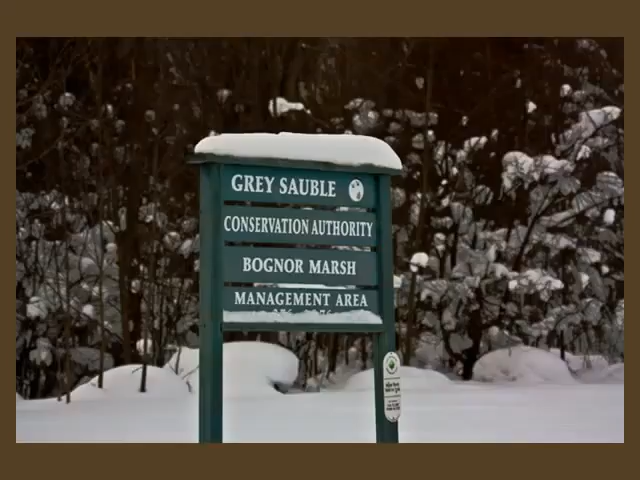 GREY SAUBLE
CONSERVATION AUTHORITY
BOGNOR MARSH
MANAGEMENT AREA